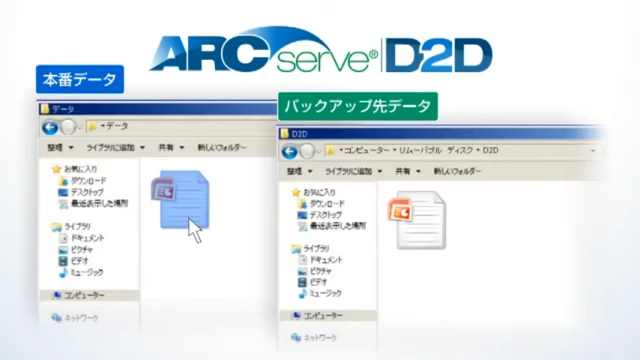 ARCserve® D2D
本番データ
バックアップ先データ
データ
データ
整理 ライブラリに追加 共有 新しいフォルダー
お気に入り
ダウンロード
デスクトップ
最近表示した場所
ライブラリ
ドキュメント
ピクチャ
ビデオ
ミュージック
コンピューター
ネットワーク
D2D
コンピューター リムーバブル ディスク D2D
整理 ライブラリに追加 共有 新しいフォルダー
お気に入り
ダウンロード
デスクトップ
最近表示した場所
ライブラリ
ドキュメント
ピクチャ
ビデオ
ミュージック
コンピューター
ネットワーク